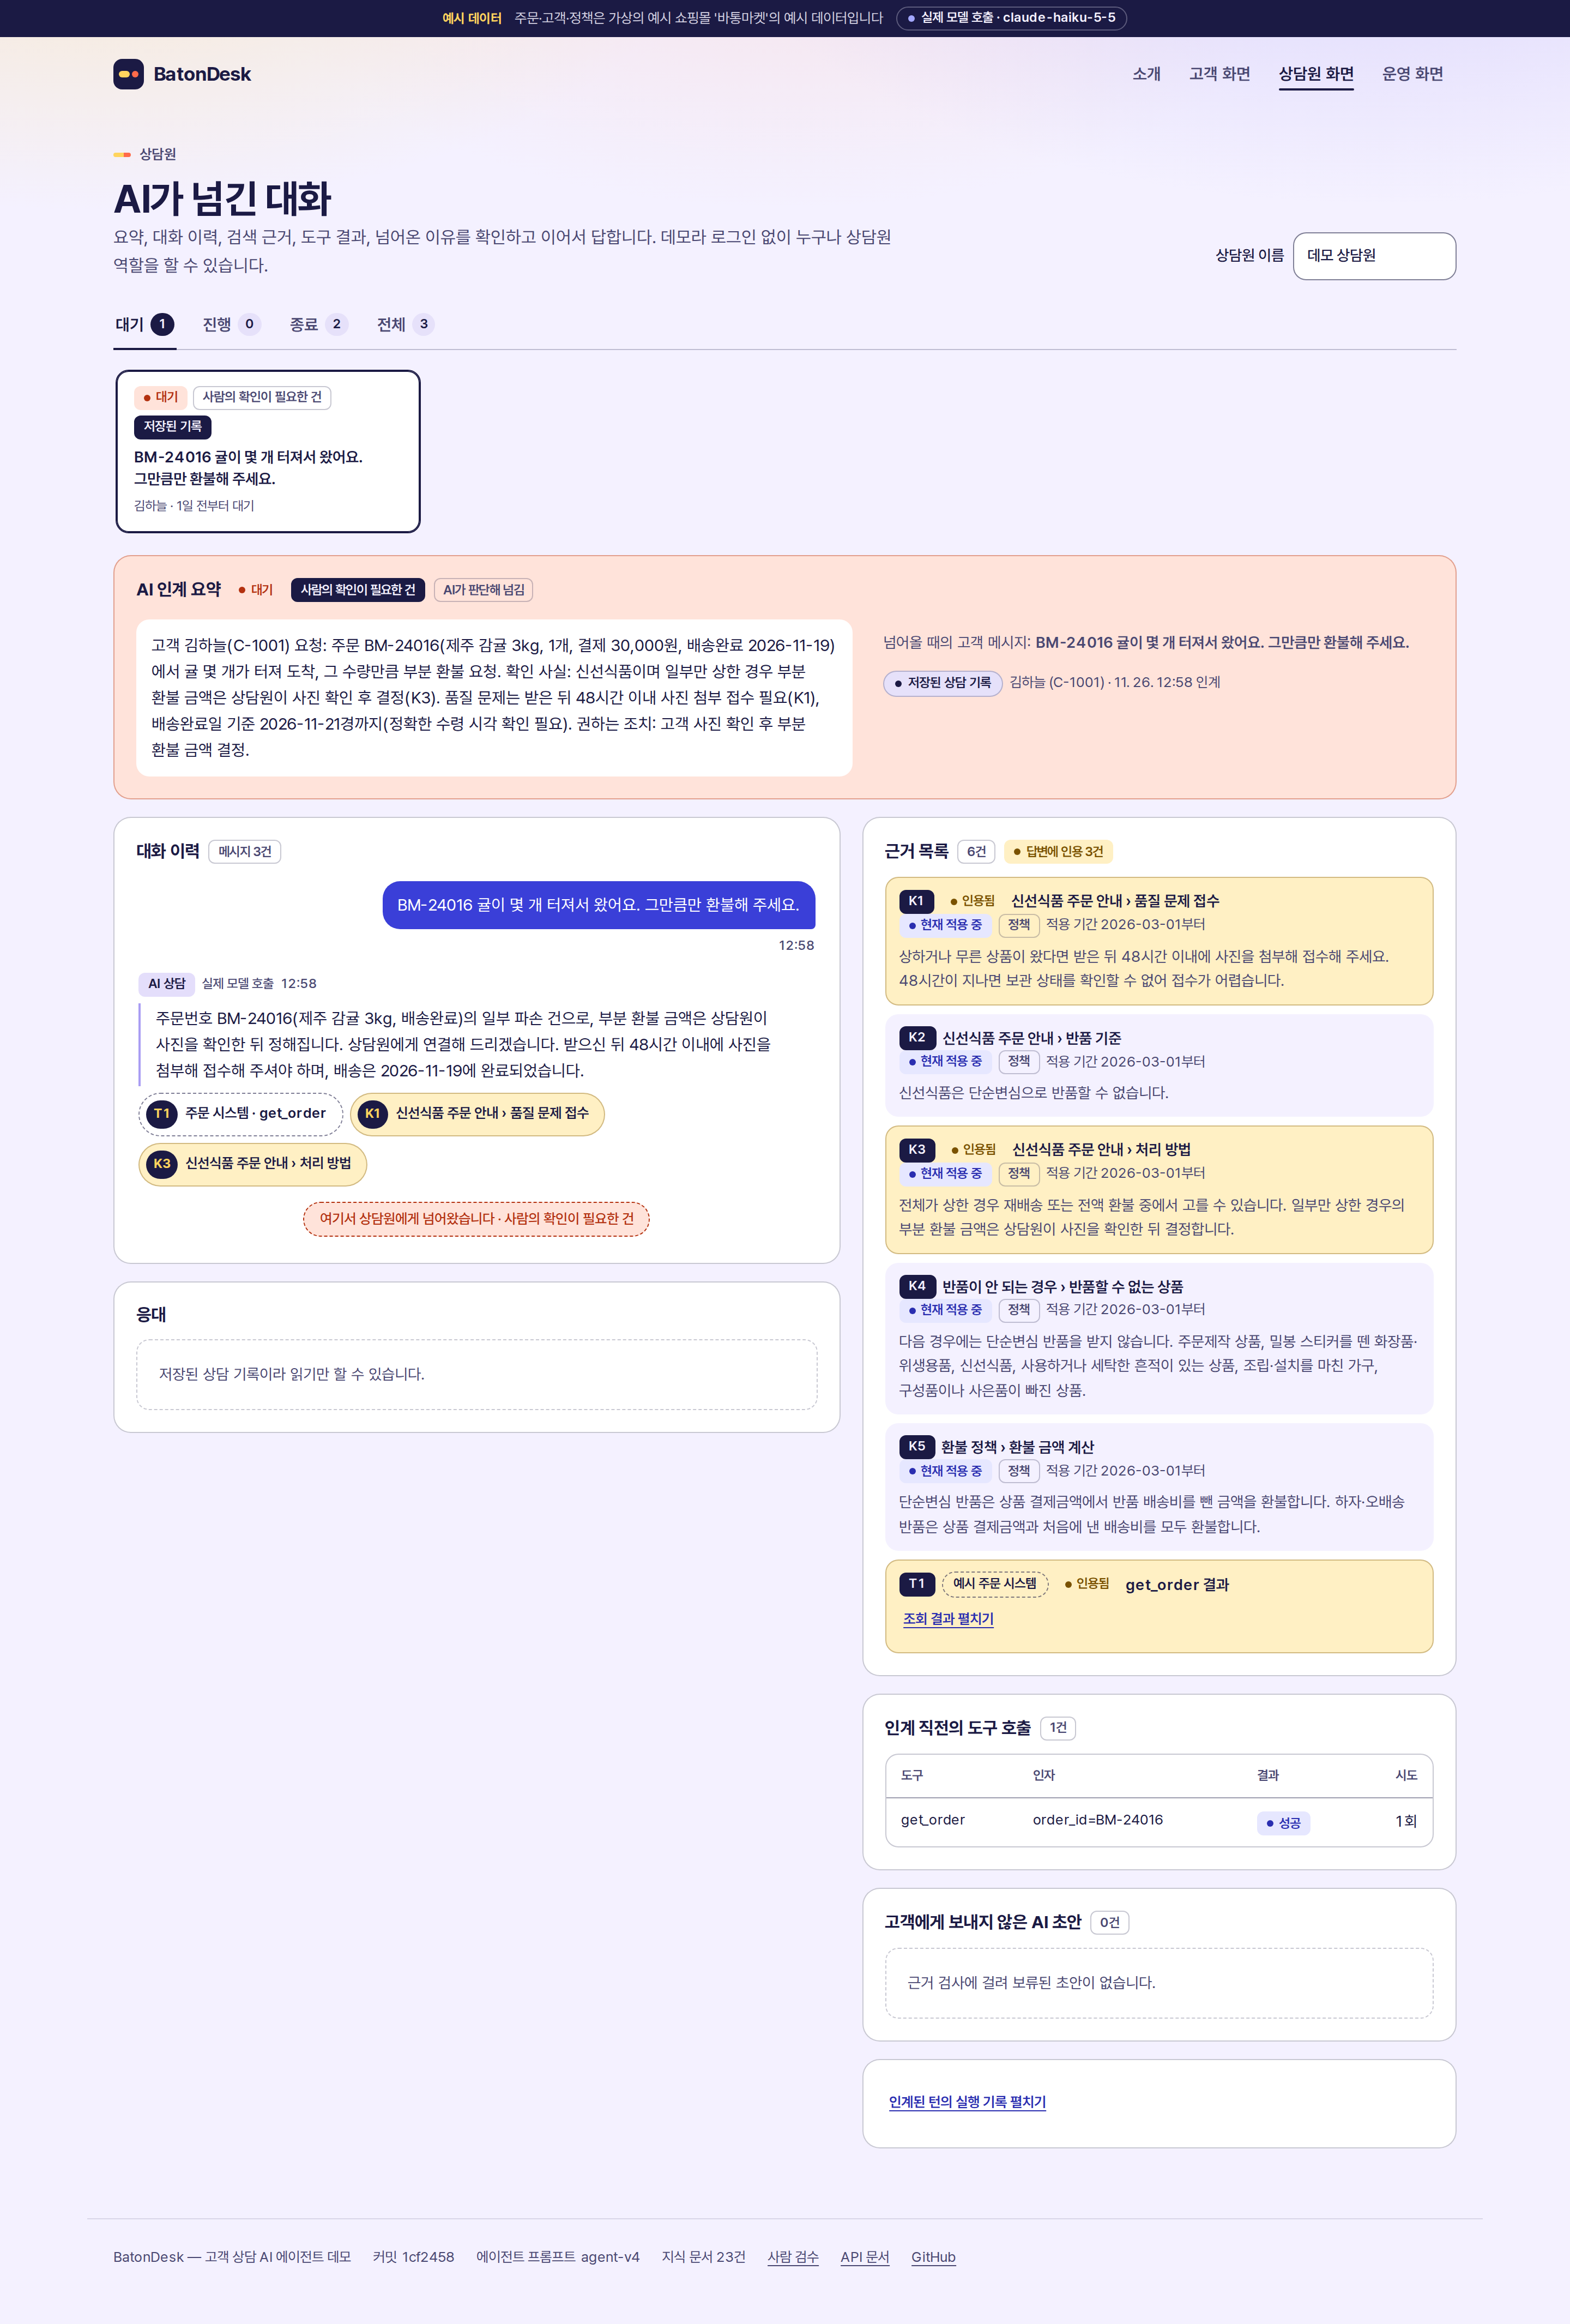 예시 데이터 주문·고객·정책은 가상의 예시 쇼핑몰 '바통마켓'의 예시 데이터입니다 실제 모델 호출 · claude-haiku-5-5
BatonDesk 소개 고객 화면 상담원 화면 운영 화면
상담원
AI가 넘긴 대화
요약, 대화 이력, 검색 근거, 도구 결과, 넘어온 이유를 확인하고 이어서 답합니다. 데모라 로그인 없이 누구나 상담원
역할을 할 수 있습니다.
상담원 이름 데모 상담원
대기 1 진행 0 종료 2 전체 3
대기 사람의 확인이 필요한 건
저장된 기록
BM-24016 귤이 몇 개 터져서 왔어요.
그만큼만 환불해 주세요.
김하늘 · 1일 전부터 대기
AI 인계 요약 대기 사람의 확인이 필요한 건 AI가 판단해 넘김
고객 김하늘(C-1001) 요청: 주문 BM-24016(제주 감귤 3kg, 1개, 결제 30,000원, 배송완료 2026-11-19)
에서 귤 몇 개가 터져 도착, 그 수량만큼 부분 환불 요청. 확인 사실: 신선식품이며 일부만 상한 경우 부분
환불 금액은 상담원이 사진 확인 후 결정(K3). 품질 문제는 받은 뒤 48시간 이내 사진 첨부 접수 필요(K1),
배송완료일 기준 2026-11-21경까지(정확한 수령 시각 확인 필요). 권하는 조치: 고객 사진 확인 후 부분
환불 금액 결정.
넘어올 때의 고객 메시지: BM-24016 귤이 몇 개 터져서 왔어요. 그만큼만 환불해 주세요.
저장된 상담 기록 김하늘 (C-1001) · 11. 26. 12:58 인계
대화 이력 메시지 3건
BM-24016 귤이 몇 개 터져서 왔어요. 그만큼만 환불해 주세요.
12:58
AI 상담 실제 모델 호출 12:58
주문번호 BM-24016(제주 감귤 3kg, 배송완료)의 일부 파손 건으로, 부분 환불 금액은 상담원이
사진을 확인한 뒤 정해집니다. 상담원에게 연결해 드리겠습니다. 받으신 뒤 48시간 이내에 사진을
첨부해 접수해 주셔야 하며, 배송은 2026-11-19에 완료되었습니다.
T1 주문 시스템 · get_order K1 신선식품 주문 안내 › 품질 문제 접수
K3 신선식품 주문 안내 › 처리 방법
여기서 상담원에게 넘어왔습니다 · 사람의 확인이 필요한 건
응대
저장된 상담 기록이라 읽기만 할 수 있습니다.
근거 목록 6건 답변에 인용 3건
K1 인용됨 신선식품 주문 안내 › 품질 문제 접수
현재 적용 중 정책 적용 기간 2026-03-01부터
상하거나 무른 상품이 왔다면 받은 뒤 48시간 이내에 사진을 첨부해 접수해 주세요.
48시간이 지나면 보관 상태를 확인할 수 없어 접수가 어렵습니다.
K2 신선식품 주문 안내 › 반품 기준
현재 적용 중 정책 적용 기간 2026-03-01부터
신선식품은 단순변심으로 반품할 수 없습니다.
K3 인용됨 신선식품 주문 안내 › 처리 방법
현재 적용 중 정책 적용 기간 2026-03-01부터
전체가 상한 경우 재배송 또는 전액 환불 중에서 고를 수 있습니다. 일부만 상한 경우의
부분 환불 금액은 상담원이 사진을 확인한 뒤 결정합니다.
K4 반품이 안 되는 경우 › 반품할 수 없는 상품
현재 적용 중 정책 적용 기간 2026-03-01부터
다음 경우에는 단순변심 반품을 받지 않습니다. 주문제작 상품, 밀봉 스티커를 뗀 화장품·
위생용품, 신선식품, 사용하거나 세탁한 흔적이 있는 상품, 조립·설치를 마친 가구,
구성품이나 사은품이 빠진 상품.
K5 환불 정책 › 환불 금액 계산
현재 적용 중 정책 적용 기간 2026-03-01부터
단순변심 반품은 상품 결제금액에서 반품 배송비를 뺀 금액을 환불합니다. 하자·오배송
반품은 상품 결제금액과 처음에 낸 배송비를 모두 환불합니다.
T1 예시 주문 시스템 인용됨 get_order 결과
조회 결과 펼치기
인계 직전의 도구 호출 1건
도구 인자 결과 시도
get_order order_id=BM-24016 성공 1회
고객에게 보내지 않은 AI 초안 0건
근거 검사에 걸려 보류된 초안이 없습니다.
인계된 턴의 실행 기록 펼치기
BatonDesk — 고객 상담 AI 에이전트 데모 커밋 1cf2458 에이전트 프롬프트 agent-v4 지식 문서 23건 사람 검수 API 문서 GitHub